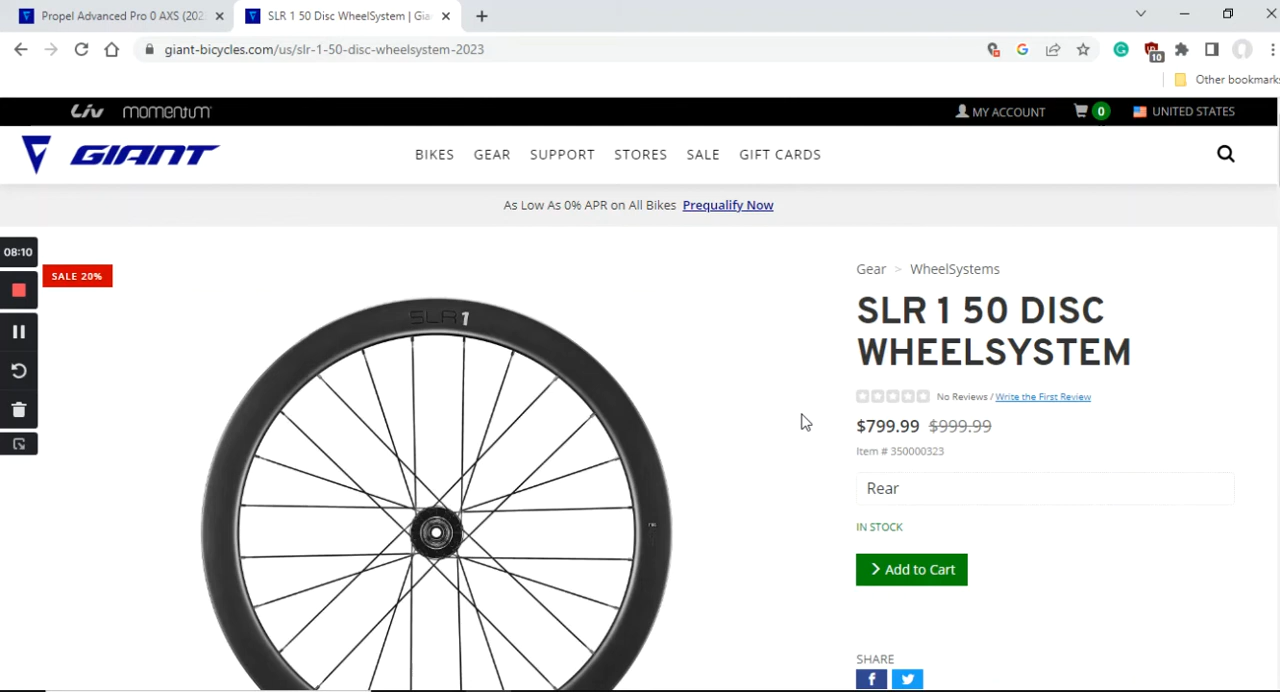 Propel Advanced Pro 0 AXS (202
SLR 1 50 Disc WheelSystem | Gia
giant-bicycles.com/us/slr-1-50-disc-wheelsystem-2023
10
Other bookmarks
Liv momentum
MY ACCOUNT 0 UNITED STATES
GIANT BIKES GEAR SUPPORT STORES SALE GIFT CARDS
As Low As 0% APR on All Bikes Prequalify Now
08:10
SALE 20%
SLR 1
Gear > WheelSystems
SLR 1 50 DISC
WHEELSYSTEM
No Reviews / Write the First Review
$799.99 $999.99
Item # 350000323
Rear
IN STOCK
> Add to Cart
SHARE